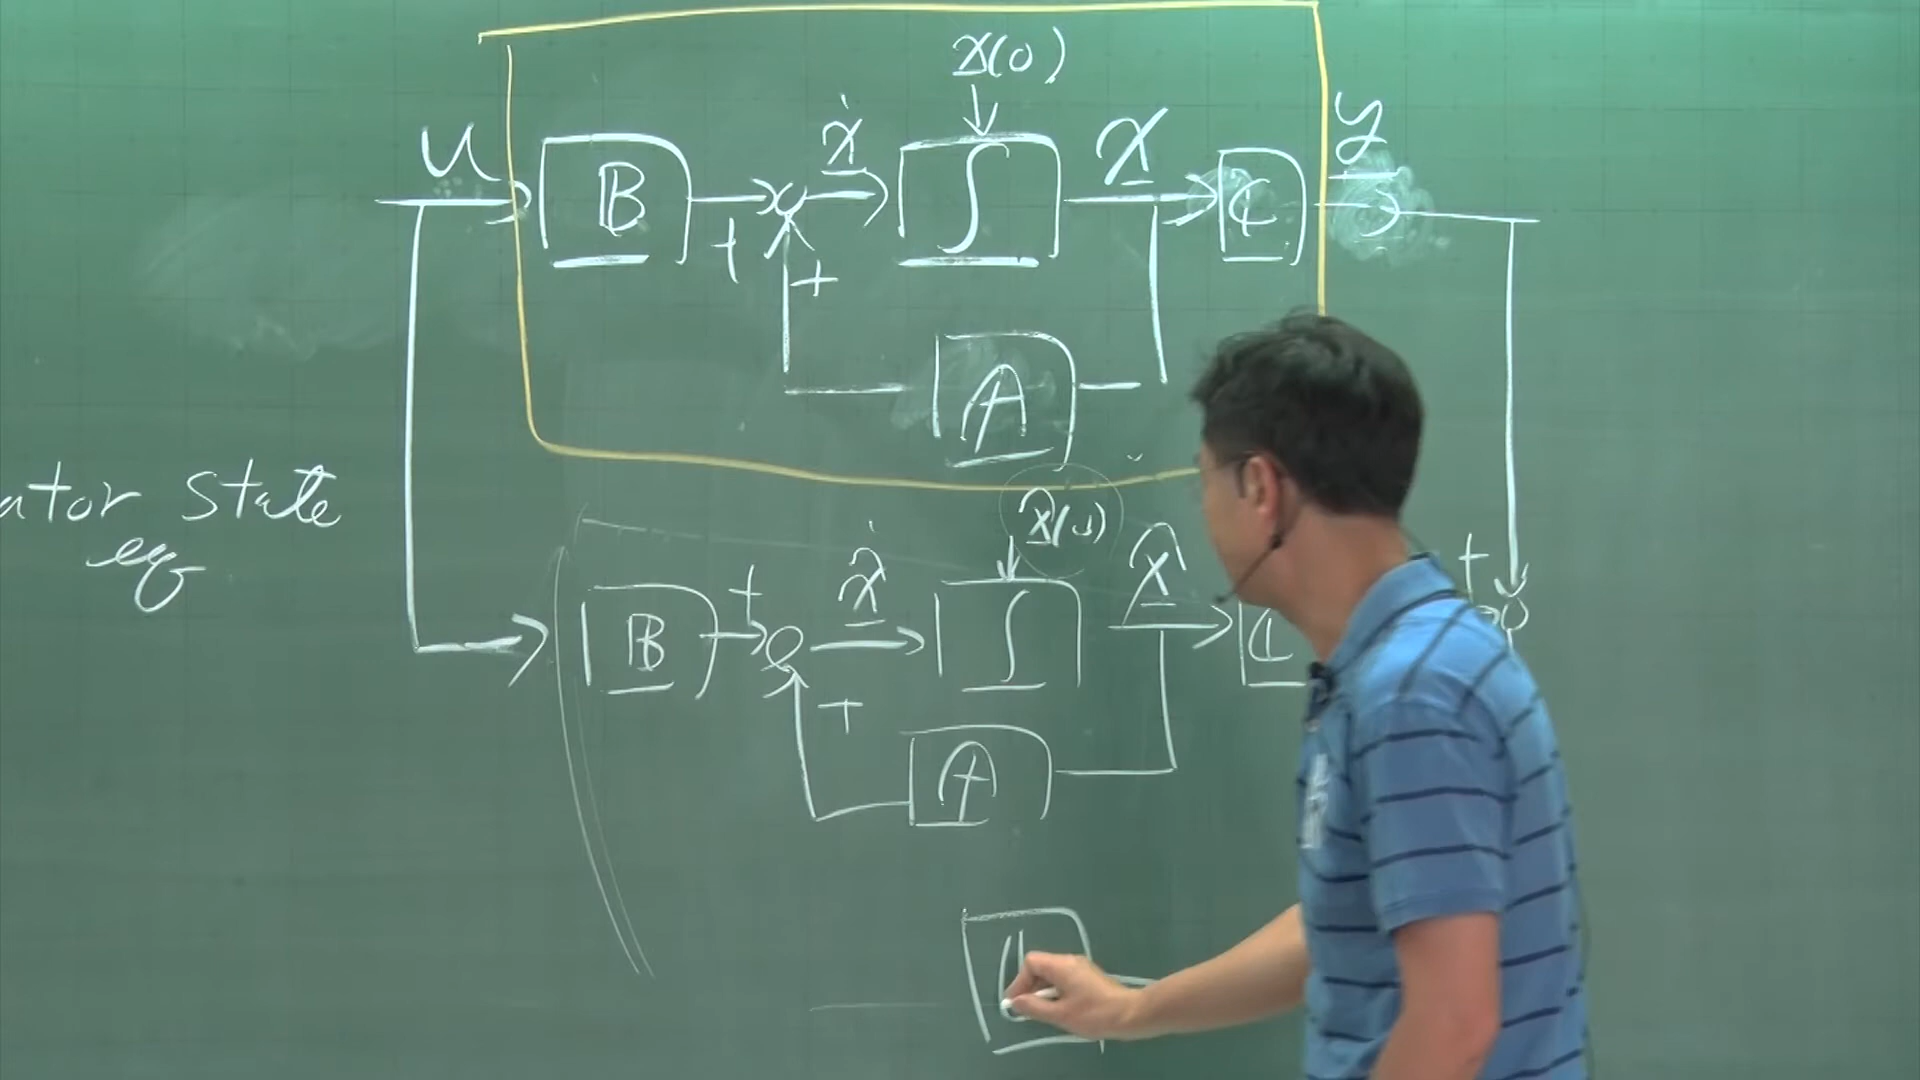 x(0)
u B + ẋ ∫ x C y
+
A
ator state
eq
x̂(0)
B + x̂̇ ∫ x̂ C +
+
A